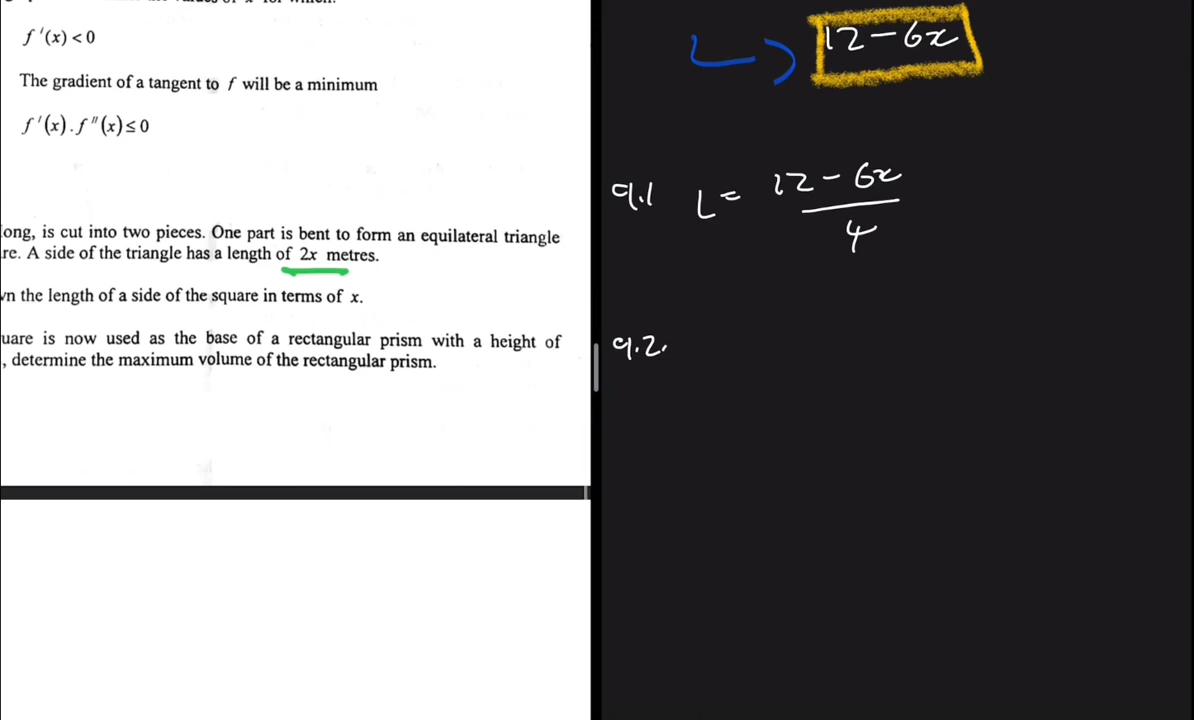 f '(x) < 0
The gradient of a tangent to f will be a minimum
f '(x) . f "(x) ≤ 0
ong, is cut into two pieces. One part is bent to form an equilateral triangle
re. A side of the triangle has a length of 2x metres.
vn the length of a side of the square in terms of x.
uare is now used as the base of a rectangular prism with a height of
, determine the maximum volume of the rectangular prism.
12 - 6x
9.1 L = 12 - 6x
4
9.2.